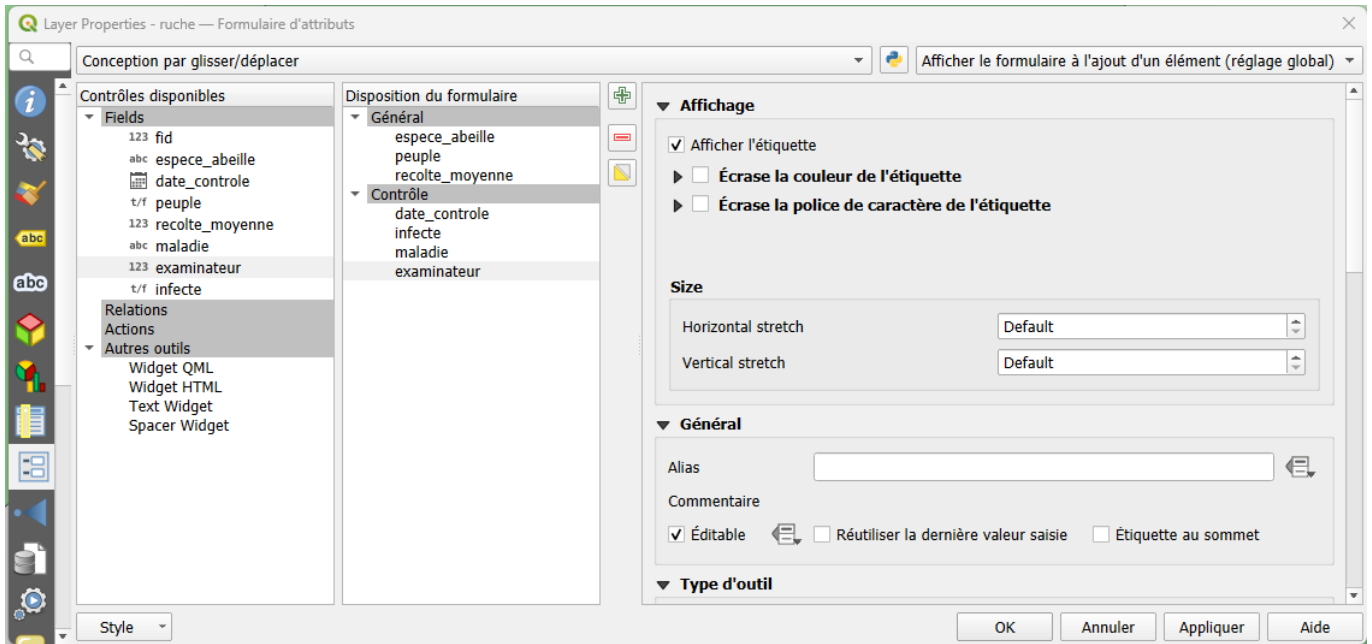 Layer Properties - ruche — Formulaire d'attributs
Conception par glisser/déplacer
Afficher le formulaire à l'ajout d'un élément (réglage global)
Contrôles disponibles
Fields
123 fid
abc espece_abeille
date_controle
t/f peuple
123 recolte_moyenne
abc maladie
123 examinateur
t/f infecte
Relations
Actions
Autres outils
Widget QML
Widget HTML
Text Widget
Spacer Widget
Disposition du formulaire
Général
espece_abeille
peuple
recolte_moyenne
Contrôle
date_controle
infecte
maladie
examinateur
Affichage
Afficher l'étiquette
Écrase la couleur de l'étiquette
Écrase la police de caractère de l'étiquette
Size
Horizontal stretch Default
Vertical stretch Default
Général
Alias
Commentaire
Éditable Réutiliser la dernière valeur saisie Étiquette au sommet
Type d'outil
abc
abc
Style
OK Annuler Appliquer Aide